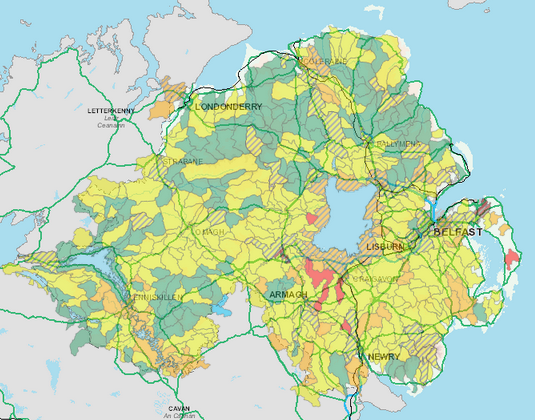 COLERAINE
LETTERKENNY
Leitir
Ceanainn
LONDONDERRY
BALLYMENA
STRABANE
OMAGH
BELFAST
LISBURN
CRAIGAVON
ARMAGH
ENNISKILLEN
NEWRY
CAVAN
An Cabhán